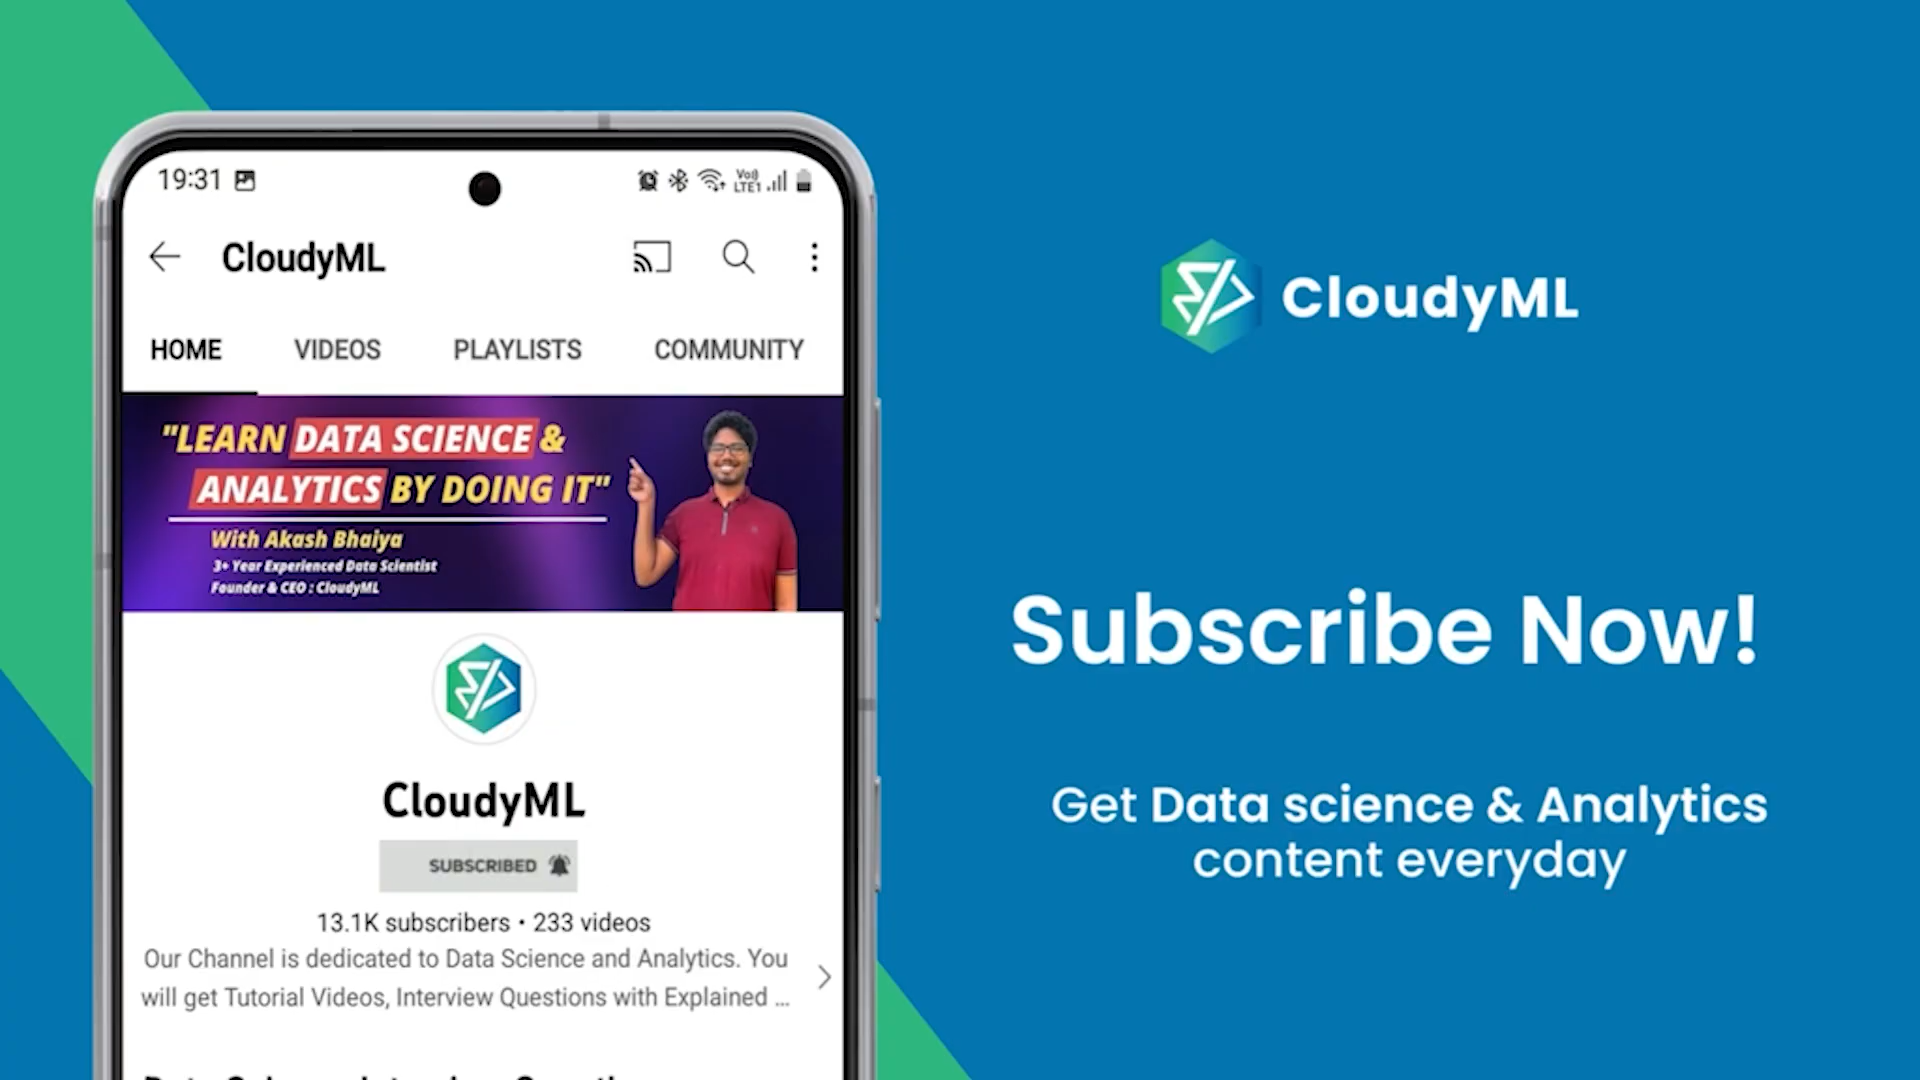 19:31
Vo))
LTE1
CloudyML
HOME VIDEOS PLAYLISTS COMMUNITY
"LEARN DATA SCIENCE &
ANALYTICS BY DOING IT"
With Akash Bhaiya
3+ Year Experienced Data Scientist
Founder & CEO : CloudyML
CloudyML
SUBSCRIBED
13.1K subscribers • 233 videos
Our Channel is dedicated to Data Science and Analytics. You
will get Tutorial Videos, Interview Questions with Explained ...
CloudyML
Subscribe Now!
Get Data science & Analytics
content everyday